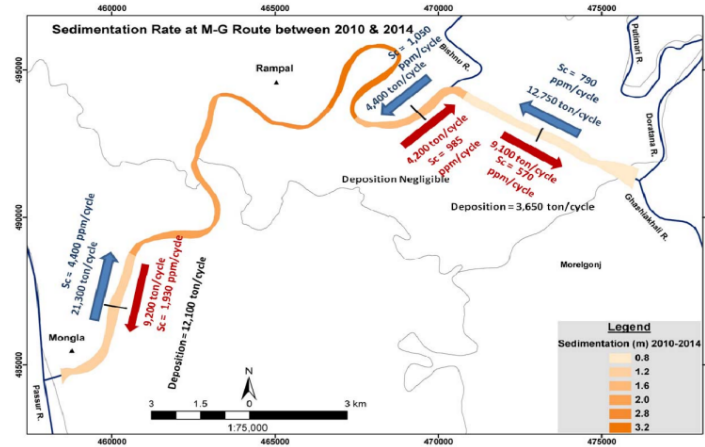 460000
465000
470000
475000
Sedimentation Rate at M-G Route between 2010 & 2014
495000
490000
485000
Rampal
Sc = 1,050
ppm/cycle
4,400 ton/cycle
Bishnu R.
Putimari R.
Sc = 790
ppm/cycle
12,750 ton/cycle
Doratana R.
4,200 ton/cycle
Sc = 985
ppm/cycle
9,100 ton/cycle
Sc = 570
ppm/cycle
Deposition Negligible
Deposition = 3,650 ton/cycle
Ghashiakhali R.
Morelgonj
Sc = 4,400 ppm/cycle
21,300 ton/cycle
9,200 ton/cycle
Sc = 1,930 ppm/cycle
Deposition = 12,100 ton/cycle
Mongla
Passur R.
N
3 1.5 0 3 km
1:75,000
Legend
Sedimentation (m) 2010-2014
0.8
1.2
1.6
2.0
2.8
3.2
460000
465000
470000
475000